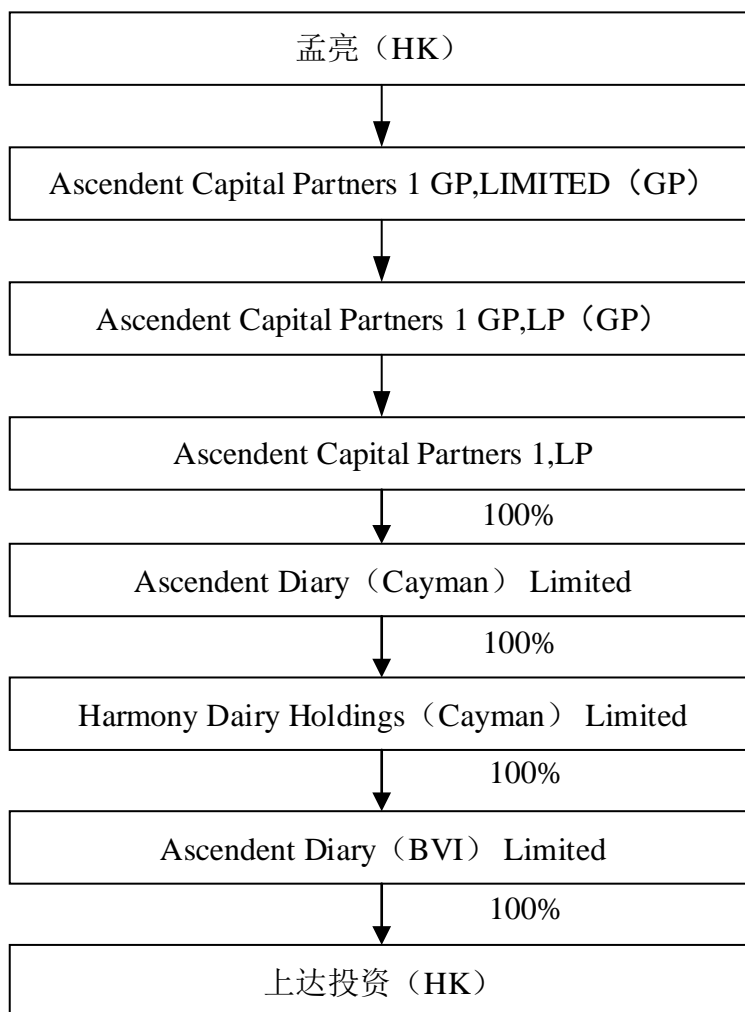 孟亮（HK）
Ascendent Capital Partners 1 GP,LIMITED（GP）
Ascendent Capital Partners 1 GP,LP（GP）
Ascendent Capital Partners 1,LP
100%
Ascendent Diary（Cayman） Limited
100%
Harmony Dairy Holdings（Cayman） Limited
100%
Ascendent Diary（BVI） Limited
100%
上达投资（HK）